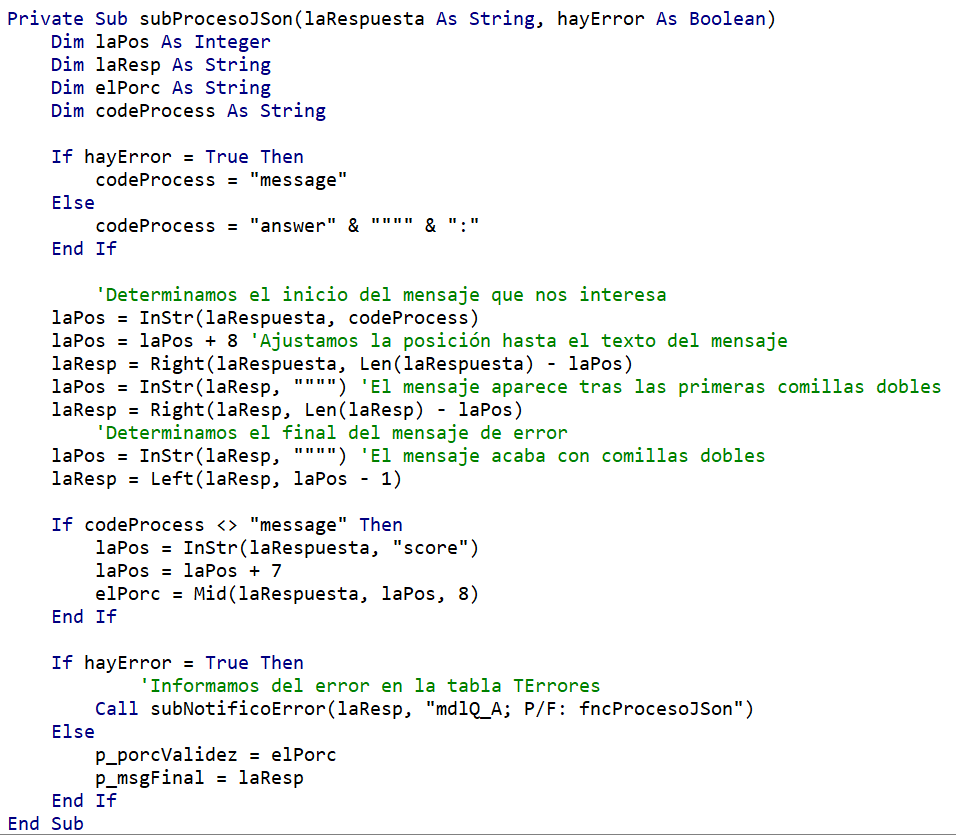 Private Sub subProcesoJSon(laRespuesta As String, hayError As Boolean)
    Dim laPos As Integer
    Dim laResp As String
    Dim elPorc As String
    Dim codeProcess As String

    If hayError = True Then
        codeProcess = "message"
    Else
        codeProcess = "answer" & """" & ":"
    End If

        'Determinamos el inicio del mensaje que nos interesa
    laPos = InStr(laRespuesta, codeProcess)
    laPos = laPos + 8 'Ajustamos la posición hasta el texto del mensaje
    laResp = Right(laRespuesta, Len(laRespuesta) - laPos)
    laPos = InStr(laResp, """") 'El mensaje aparece tras las primeras comillas dobles
    laResp = Right(laResp, Len(laResp) - laPos)
        'Determinamos el final del mensaje de error
    laPos = InStr(laResp, """") 'El mensaje acaba con comillas dobles
    laResp = Left(laResp, laPos - 1)

    If codeProcess <> "message" Then
        laPos = InStr(laRespuesta, "score")
        laPos = laPos + 7
        elPorc = Mid(laRespuesta, laPos, 8)
    End If

    If hayError = True Then
            'Informamos del error en la tabla TErrores
        Call subNotificoError(laResp, "mdlQ_A; P/F: fncProcesoJSon")
    Else
        p_porcValidez = elPorc
        p_msgFinal = laResp
    End If
End Sub